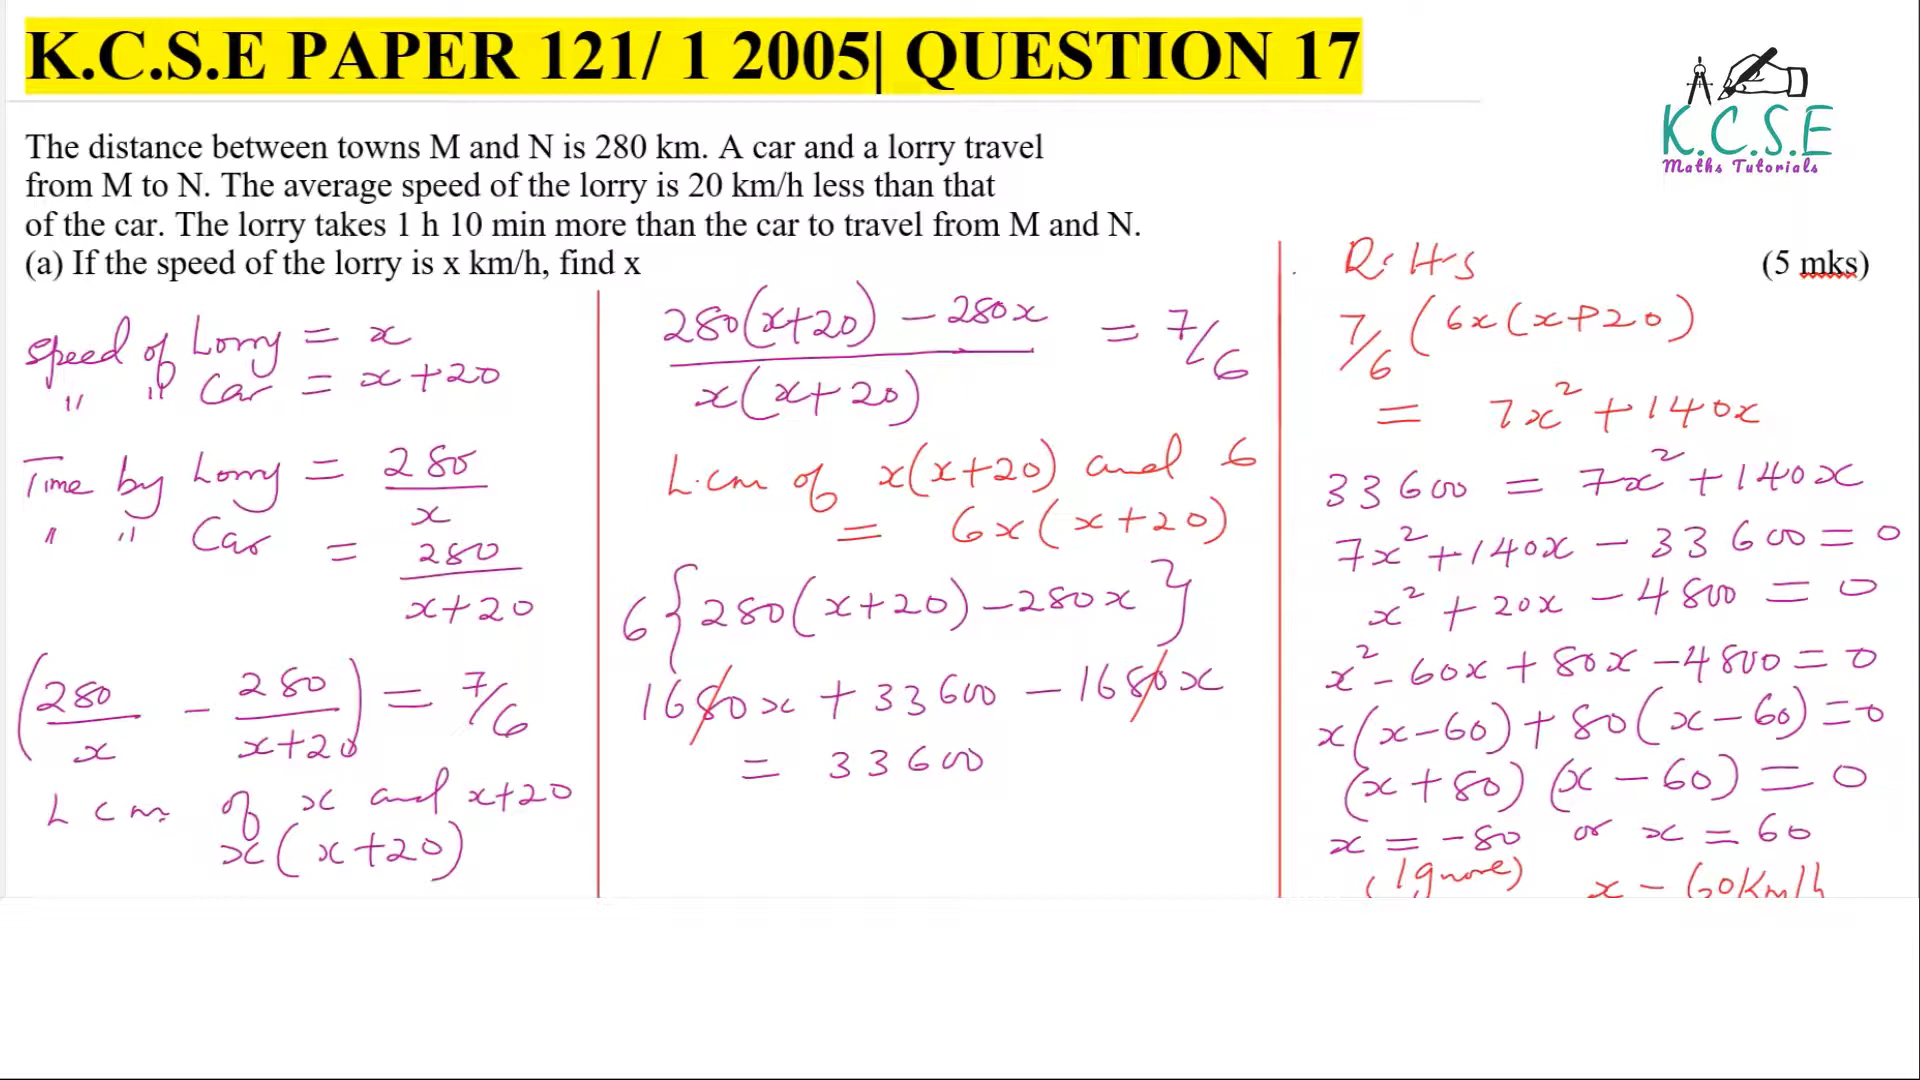 K.C.S.E PAPER 121/ 1 2005| QUESTION 17
K.C.S.E
Maths Tutorials
The distance between towns M and N is 280 km. A car and a lorry travel
from M to N. The average speed of the lorry is 20 km/h less than that
of the car. The lorry takes 1 h 10 min more than the car to travel from M and N.
(a) If the speed of the lorry is x km/h, find x
(5 mks)
Speed of Lorry = x
" " Car = x+20
Time by Lorry = 280/x
" " Car = 280/(x+20)
(280/x - 280/(x+20)) = 7/6
L cm of x and x+20
x(x+20)
(280(x+20) - 280x)/(x(x+20)) = 7/6
L.cm of x(x+20) and 6
= 6x(x+20)
6{280(x+20) - 280x}
1680x + 33600 - 1680x
= 33600
R.H.S
7/6 (6x(x+20)
= 7x² + 140x
33600 = 7x² + 140x
7x² + 140x - 33600 = 0
x² + 20x - 4800 = 0
x² - 60x + 80x - 4800 = 0
x(x-60) + 80(x-60) = 0
(x+80) (x-60) = 0
x = -80 or x = 60
(Ignore) x = 60Km/h